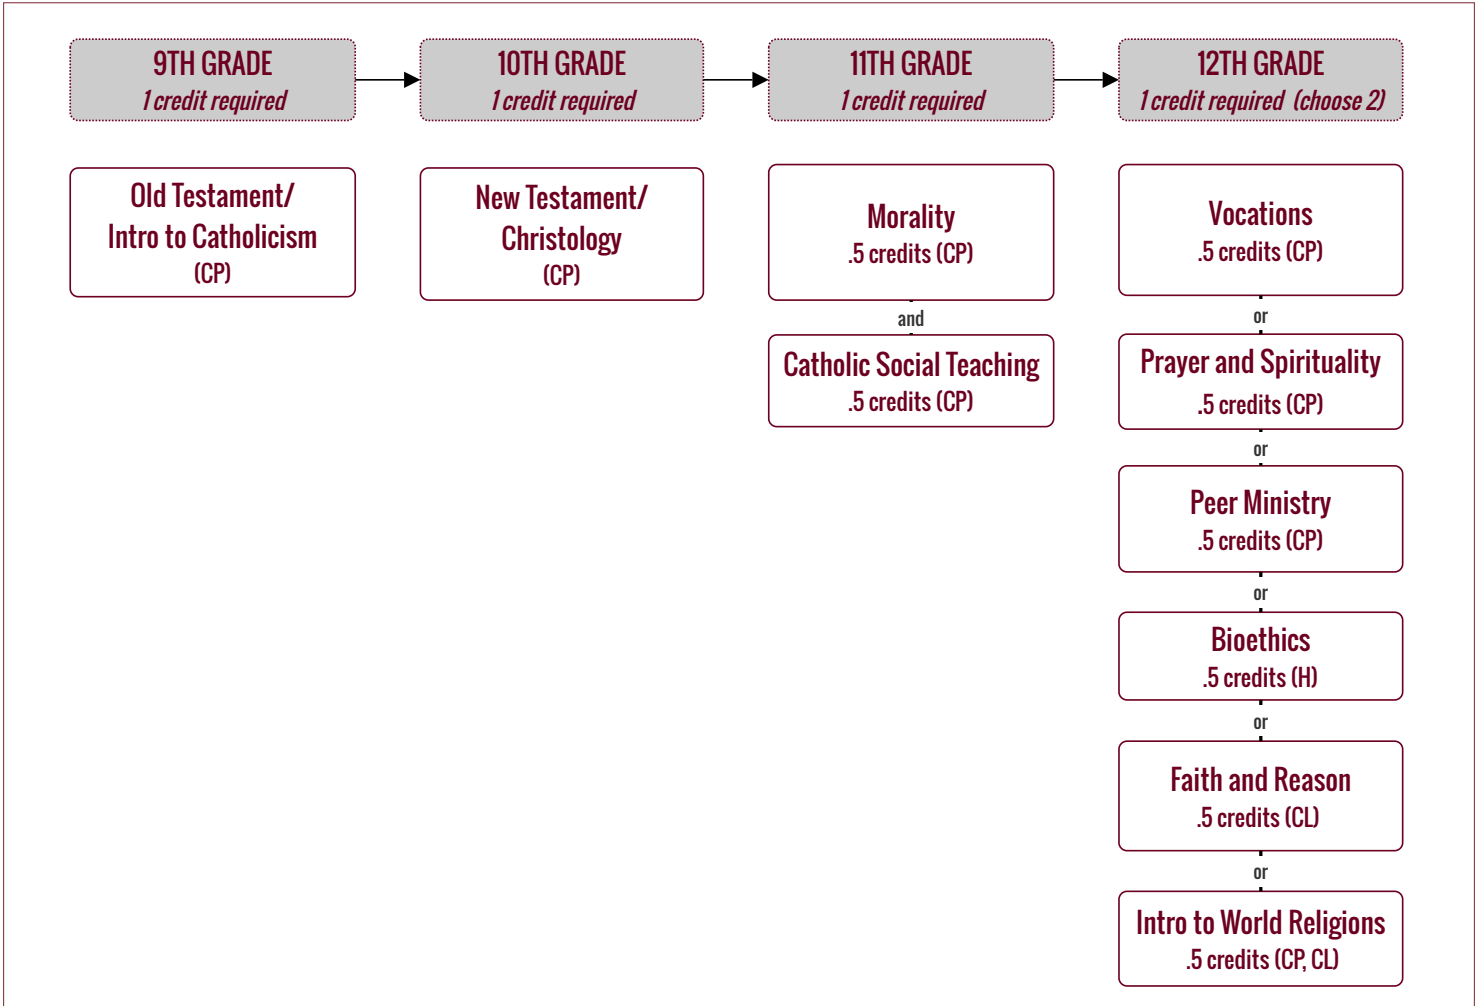 9TH GRADE
1 credit required
10TH GRADE
1 credit required
11TH GRADE
1 credit required
12TH GRADE
1 credit required (choose 2)
Old Testament/
Intro to Catholicism
(CP)
New Testament/
Christology
(CP)
Morality
.5 credits (CP)
and
Catholic Social Teaching
.5 credits (CP)
Vocations
.5 credits (CP)
or
Prayer and Spirituality
.5 credits (CP)
or
Peer Ministry
.5 credits (CP)
or
Bioethics
.5 credits (H)
or
Faith and Reason
.5 credits (CL)
or
Intro to World Religions
.5 credits (CP, CL)